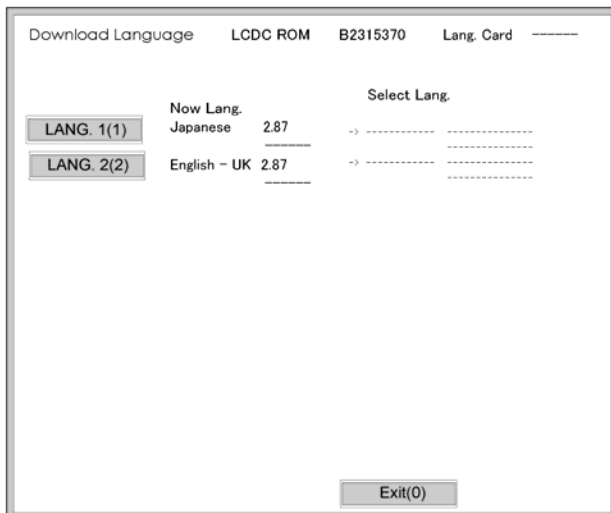 Download Language LCDC ROM B2315370 Lang. Card ------
Select Lang.
Now Lang.
LANG. 1(1) Japanese 2.87 -> ----------- --------------
------ --------------
LANG. 2(2) English - UK 2.87 -> ----------- --------------
------ --------------
Exit(0)